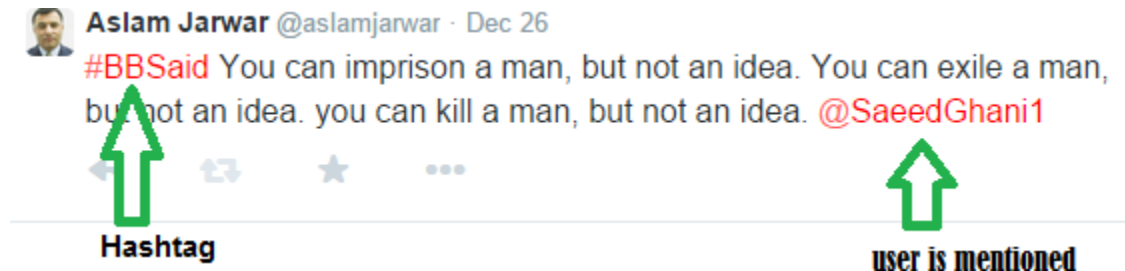 Aslam Jarwar @aslamjarwar · Dec 26
#BBSaid You can imprison a man, but not an idea. You can exile a man,
but not an idea. you can kill a man, but not an idea. @SaeedGhani1
Hashtag
user is mentioned